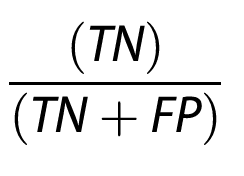 (TN)
(TN + FP)